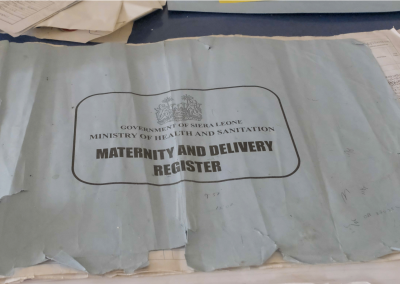 GOVERNMENT OF SIERRA LEONE
MINISTRY OF HEALTH AND SANITATION
MATERNITY AND DELIVERY
REGISTER